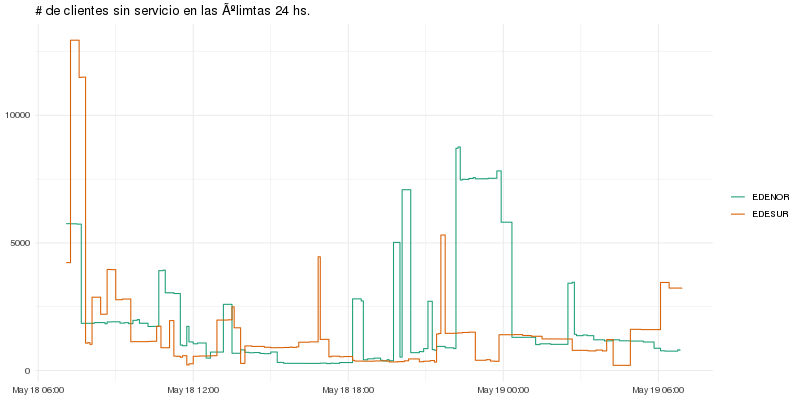 # de clientes sin servicio en las Ãºlimtas 24 hs.
10000
5000
0
May 18 06:00
May 18 12:00
May 18 18:00
May 19 00:00
May 19 06:00
EDENOR
EDESUR